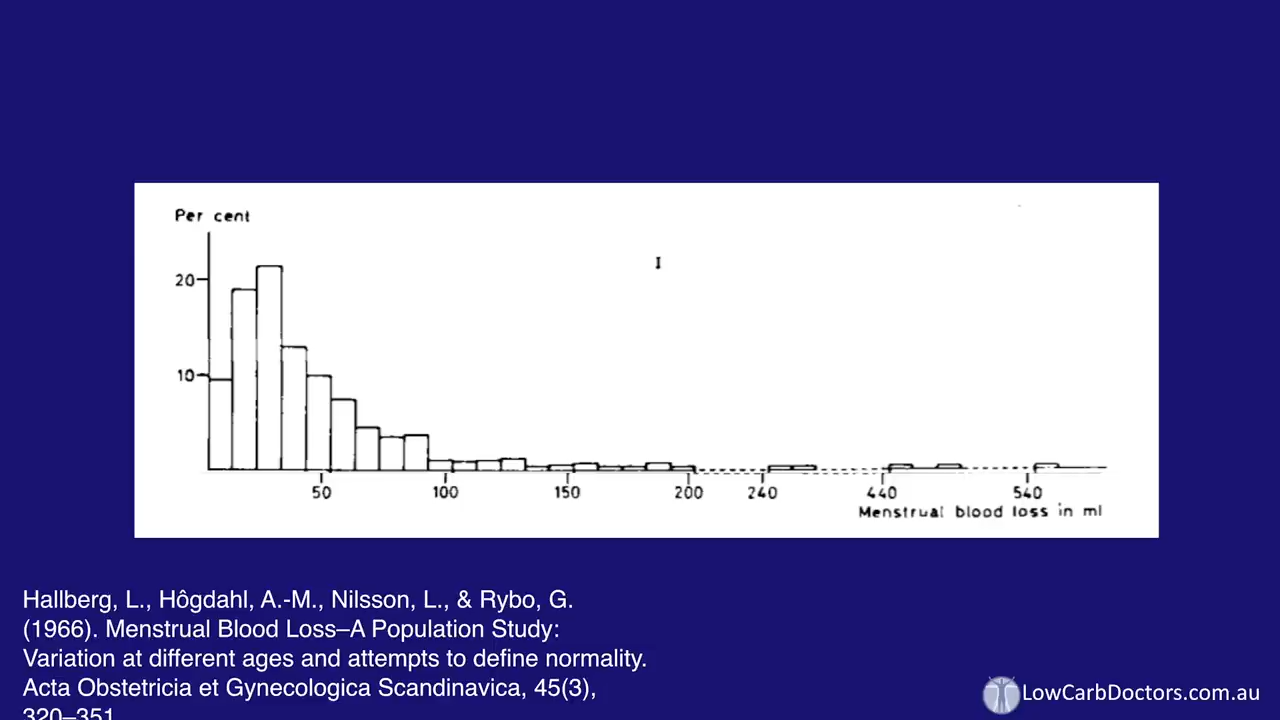 Per cent
20
10
50 100 150 200 240 440 540
Menstrual blood loss in ml
Hallberg, L., Hôgdahl, A.-M., Nilsson, L., & Rybo, G.
(1966). Menstrual Blood Loss–A Population Study:
Variation at different ages and attempts to define normality.
Acta Obstetricia et Gynecologica Scandinavica, 45(3),
320–351
LowCarbDoctors.com.au